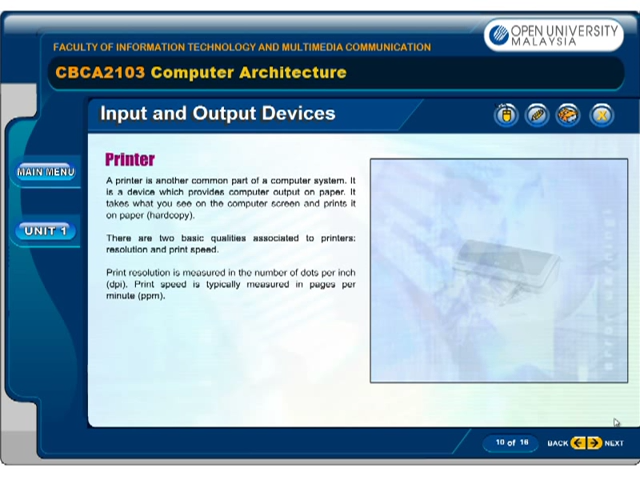 OPEN UNIVERSITY
MALAYSIA
FACULTY OF INFORMATION TECHNOLOGY AND MULTIMEDIA COMMUNICATION
CBCA2103 Computer Architecture
Input and Output Devices
MAIN MENU
UNIT 1
Printer
A printer is another common part of a computer system. It
is a device which provides computer output on paper. It
takes what you see on the computer screen and prints it
on paper (hardcopy).
There are two basic qualities associated to printers:
resolution and print speed.
Print resolution is measured in the number of dots per inch
(dpi). Print speed is typically measured in pages per
minute (ppm).
10 of 16
BACK
NEXT